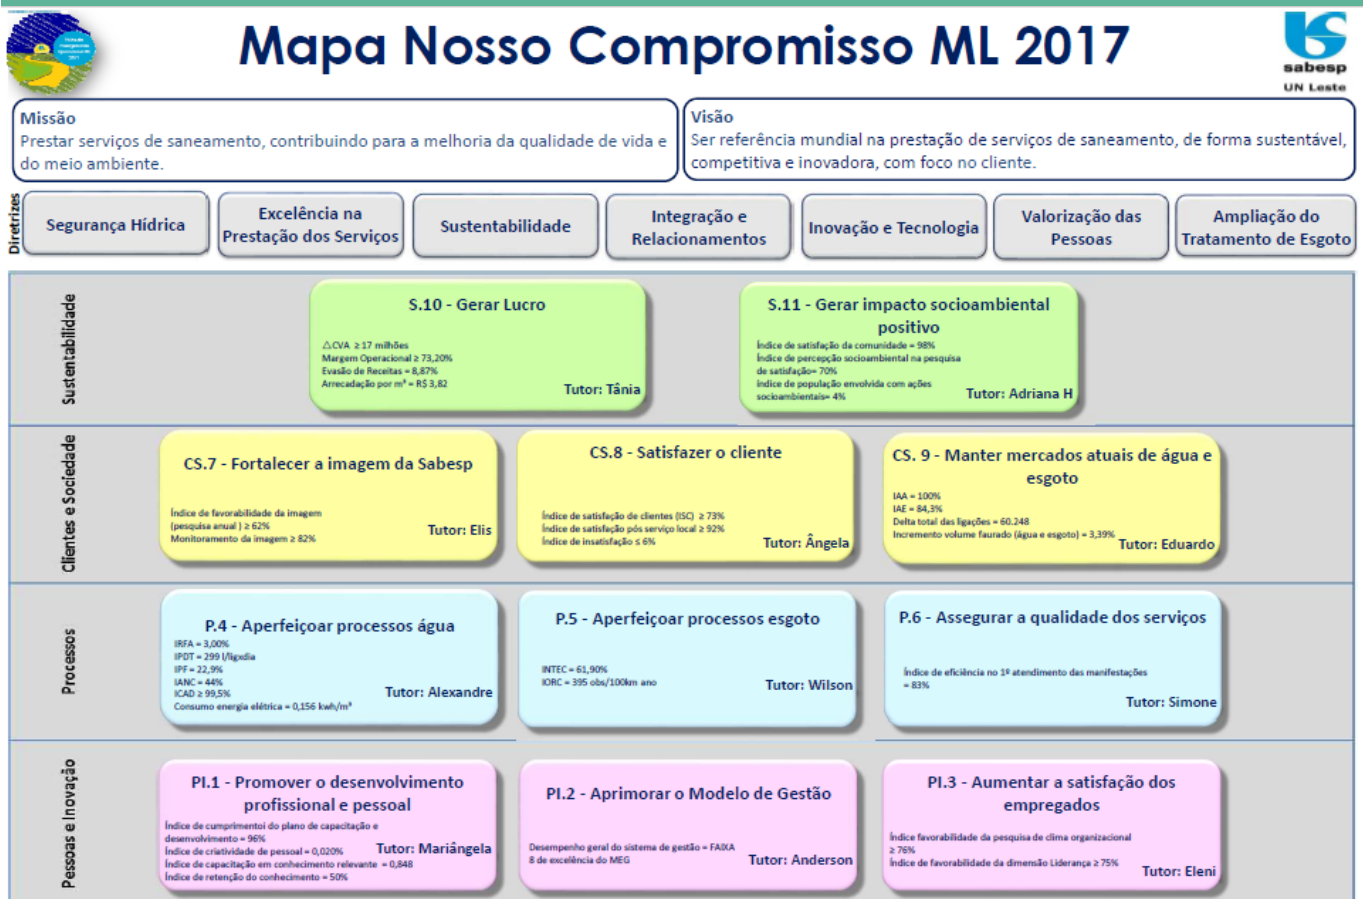 Mapa Nosso Compromisso ML 2017
sabesp
UN Leste
Missão
Prestar serviços de saneamento, contribuindo para a melhoria da qualidade de vida e
do meio ambiente.
Visão
Ser referência mundial na prestação de serviços de saneamento, de forma sustentável,
competitiva e inovadora, com foco no cliente.
Diretrizes
Segurança Hídrica
Excelência na
Prestação dos Serviços
Sustentabilidade
Integração e
Relacionamentos
Inovação e Tecnologia
Valorização das
Pessoas
Ampliação do
Tratamento de Esgoto
Sustentabilidade
S.10 - Gerar Lucro
△CVA ≥ 17 milhões
Margem Operacional ≥ 73,20%
Evasão de Receitas = 8,87%
Arrecadação por m³ = R$ 3,82
Tutor: Tânia
S.11 - Gerar impacto socioambiental
positivo
Índice de satisfação da comunidade = 98%
Índice de percepção socioambiental na pesquisa
de satisfação= 70%
Índice de população envolvida com ações
socioambientais= 4%
Tutor: Adriana H
Clientes e Sociedade
CS.7 - Fortalecer a imagem da Sabesp
Índice de favorabilidade da imagem
(pesquisa anual ) ≥ 62%
Monitoramento da imagem ≥ 82%
Tutor: Elis
CS.8 - Satisfazer o cliente
Índice de satisfação de clientes (ISC) ≥ 73%
Índice de satisfação pós serviço local ≥ 92%
Índice de insatisfação ≤ 6%
Tutor: Ângela
CS. 9 - Manter mercados atuais de água e
esgoto
IAA = 100%
IAE = 84,3%
Delta total das ligações = 60.248
Incremento volume faurado (água e esgoto) = 3,39%
Tutor: Eduardo
Processos
P.4 - Aperfeiçoar processos água
IRFA = 3,00%
IPDT = 299 l/ligxdia
IPF = 22,9%
IANC = 44%
ICAD ≥ 99,5%
Consumo energia elétrica = 0,156 kwh/m³
Tutor: Alexandre
P.5 - Aperfeiçoar processos esgoto
INTEC = 61,90%
IORC = 395 obs/100km ano
Tutor: Wilson
P.6 - Assegurar a qualidade dos serviços
Índice de eficiência no 1º atendimento das manifestações
= 83%
Tutor: Simone
Pessoas e Inovação
PI.1 - Promover o desenvolvimento
profissional e pessoal
Índice de cumprimentoi do plano de capacitação e
desenvolvimento = 96%
Índice de criatividade de pessoal = 0,020%
Índice de capacitação em conhecimento relevante = 0,848
Índice de retenção do conhecimento = 50%
Tutor: Mariângela
PI.2 - Aprimorar o Modelo de Gestão
Desempenho geral do sistema de gestão = FAIXA
8 de excelência do MEG
Tutor: Anderson
PI.3 - Aumentar a satisfação dos
empregados
Índice favorabilidade da pesquisa de clima organizacional
≥ 76%
Índice de favorabilidade da dimensão Liderança ≥ 75%
Tutor: Eleni